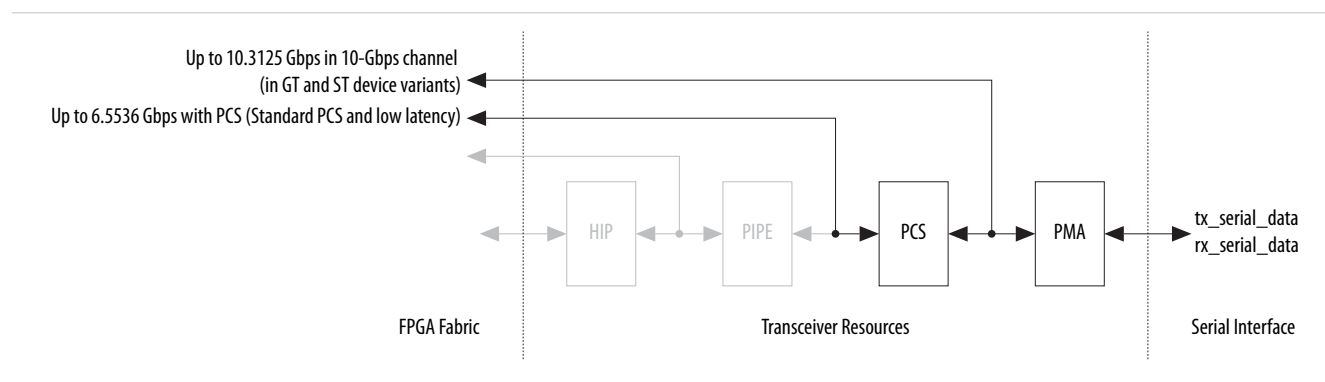 Up to 10.3125 Gbps in 10-Gbps channel
(in GT and ST device variants)
Up to 6.5536 Gbps with PCS (Standard PCS and low latency)
HIP
PIPE
PCS
PMA
tx_serial_data
rx_serial_data
FPGA Fabric
Transceiver Resources
Serial Interface